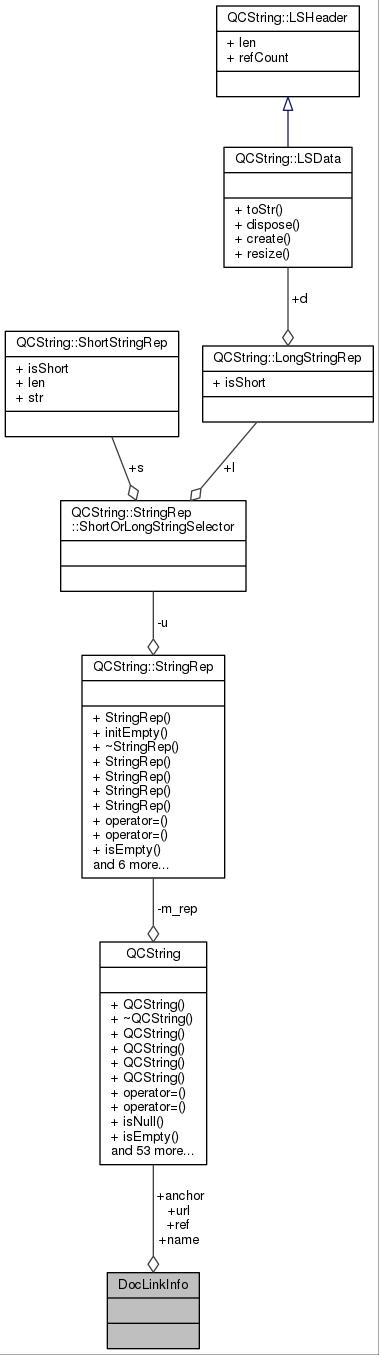 QCString::LSHeader
+ len
+ refCount
QCString::LSData
+ toStr()
+ dispose()
+ create()
+ resize()
+d
QCString::ShortStringRep
+ isShort
+ len
+ str
QCString::LongStringRep
+ isShort
+s
+l
QCString::StringRep
::ShortOrLongStringSelector
-u
QCString::StringRep
+ StringRep()
+ initEmpty()
+ ~StringRep()
+ StringRep()
+ StringRep()
+ StringRep()
+ StringRep()
+ operator=()
+ operator=()
+ isEmpty()
and 6 more...
-m_rep
QCString
+ QCString()
+ ~QCString()
+ QCString()
+ QCString()
+ QCString()
+ QCString()
+ operator=()
+ operator=()
+ isNull()
+ isEmpty()
and 53 more...
+anchor
+url
+ref
+name
DocLinkInfo